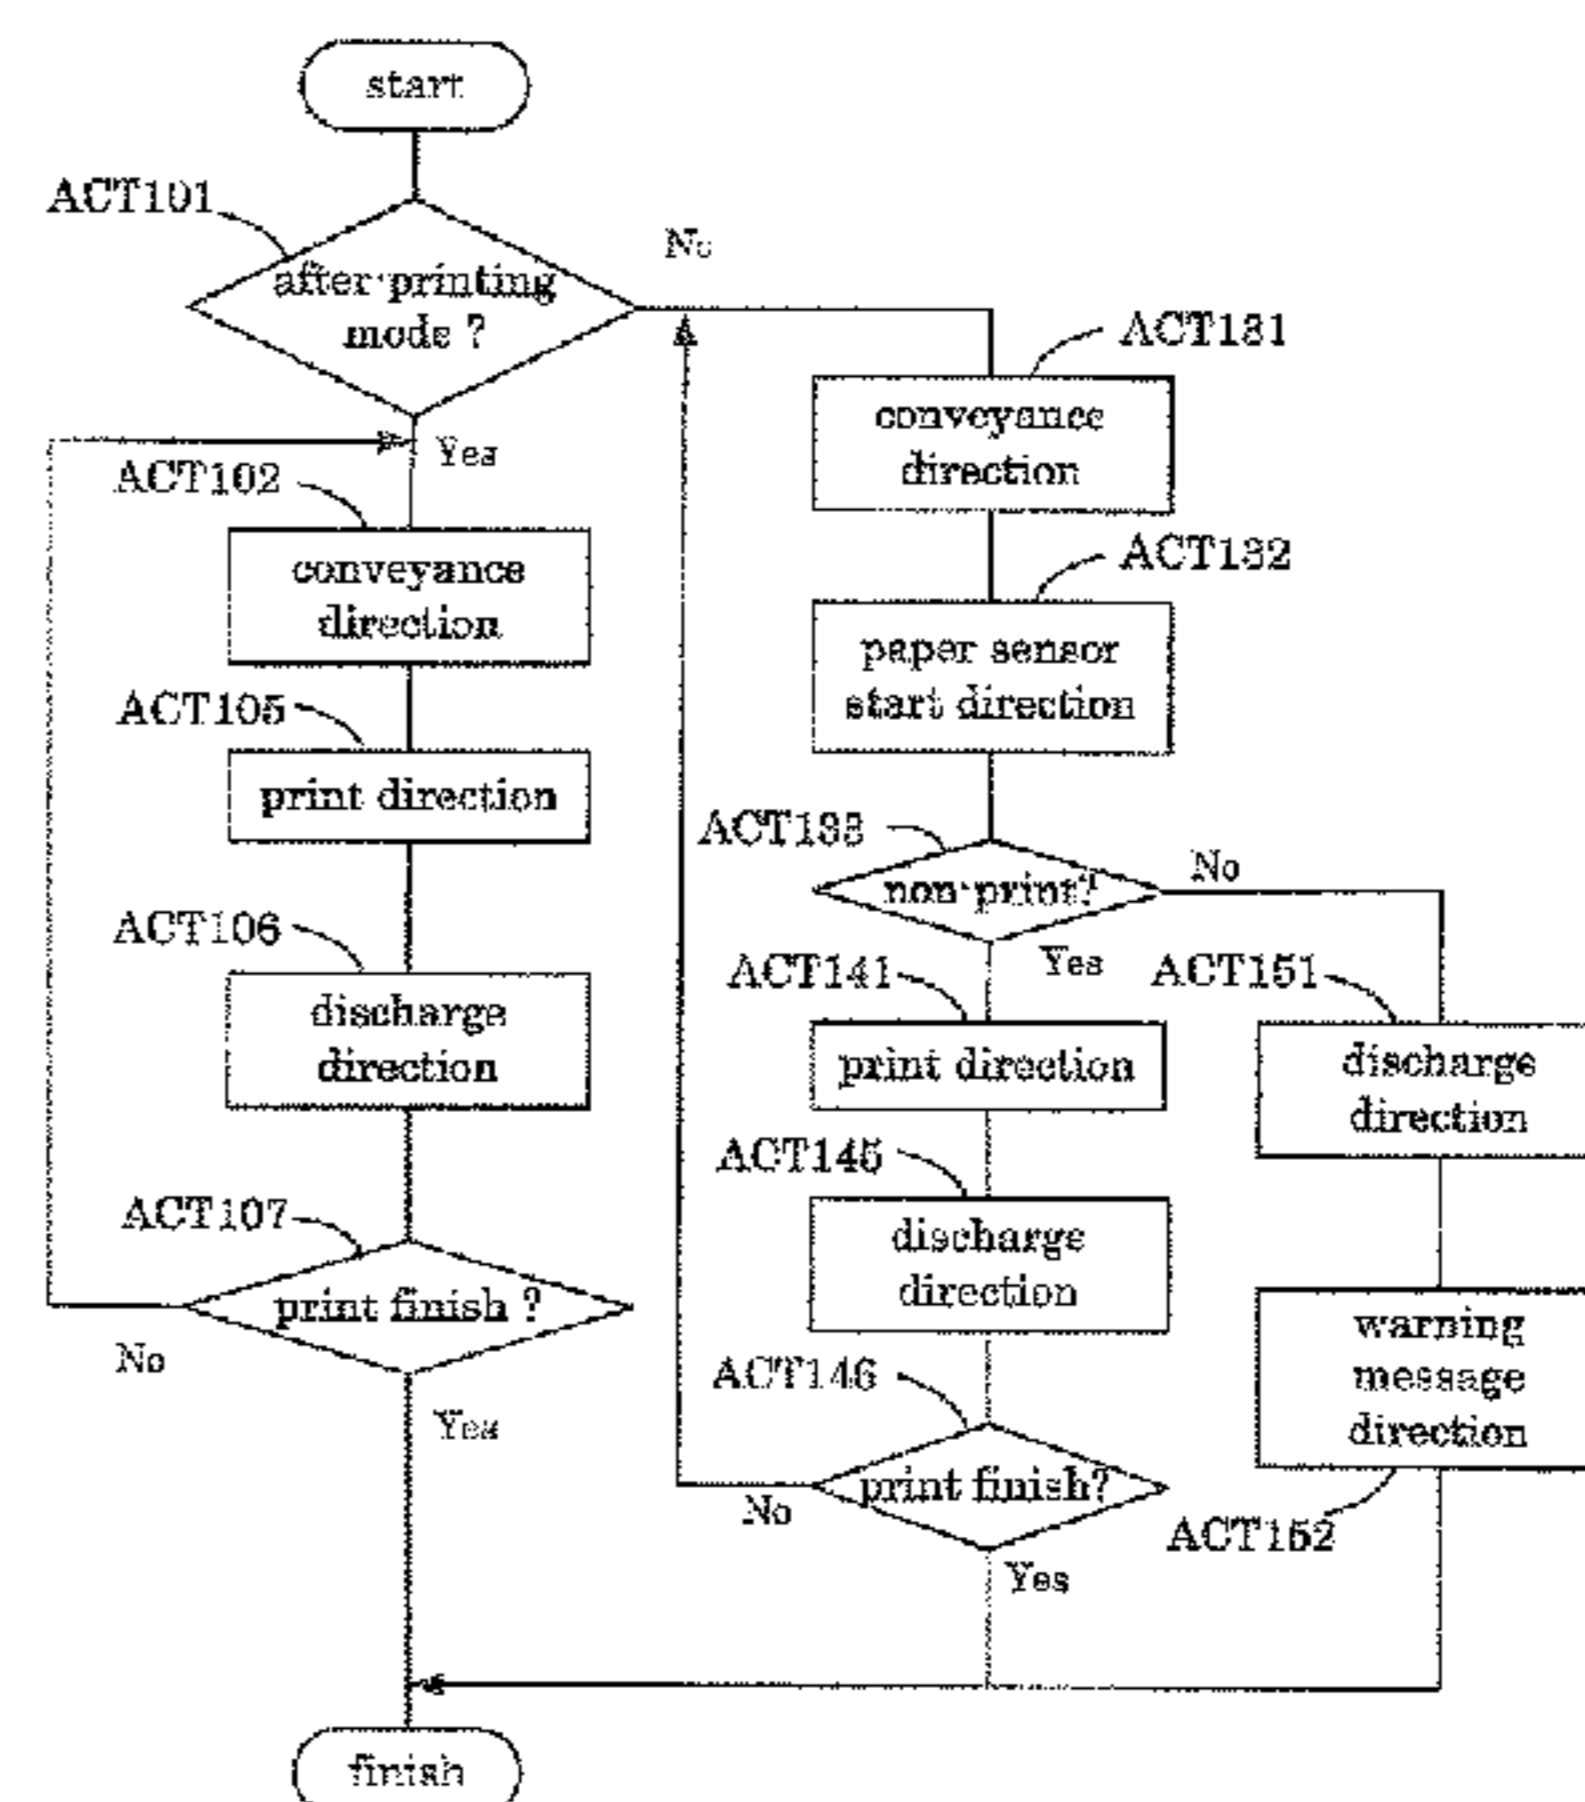 start
ACT101
after-printing
mode ?
No
Yes
ACT102
conveyance
direction
ACT105
print direction
ACT106
discharge
direction
ACT107
print finish ?
No
Yes
finish
ACT131
conveyance
direction
ACT132
paper sensor
start direction
ACT133
non-print?
No
Yes
ACT141
print direction
ACT145
discharge
direction
ACT146
print finish?
No
Yes
ACT151
discharge
direction
warning
message
direction
ACT152